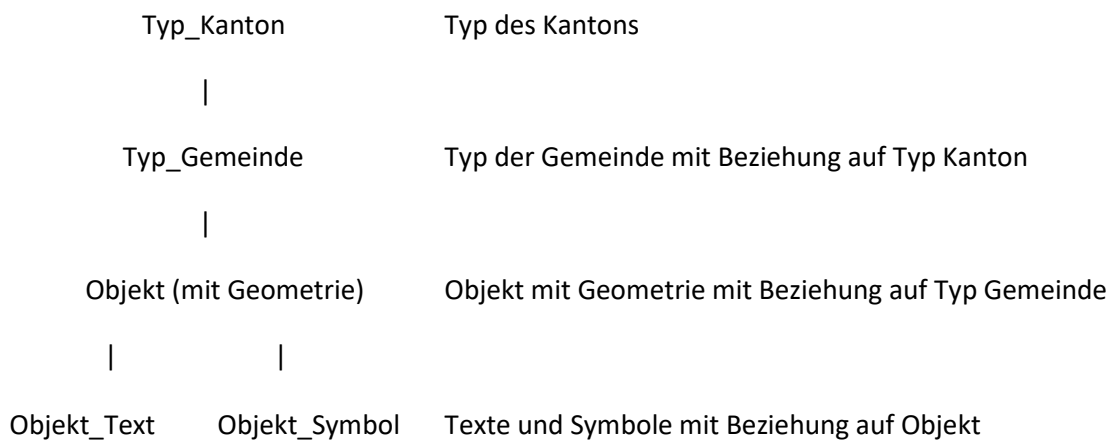 Typ_Kanton Typ des Kantons
|
Typ_Gemeinde Typ der Gemeinde mit Beziehung auf Typ Kanton
|
Objekt (mit Geometrie) Objekt mit Geometrie mit Beziehung auf Typ Gemeinde
| |
Objekt_Text Objekt_Symbol Texte und Symbole mit Beziehung auf Objekt